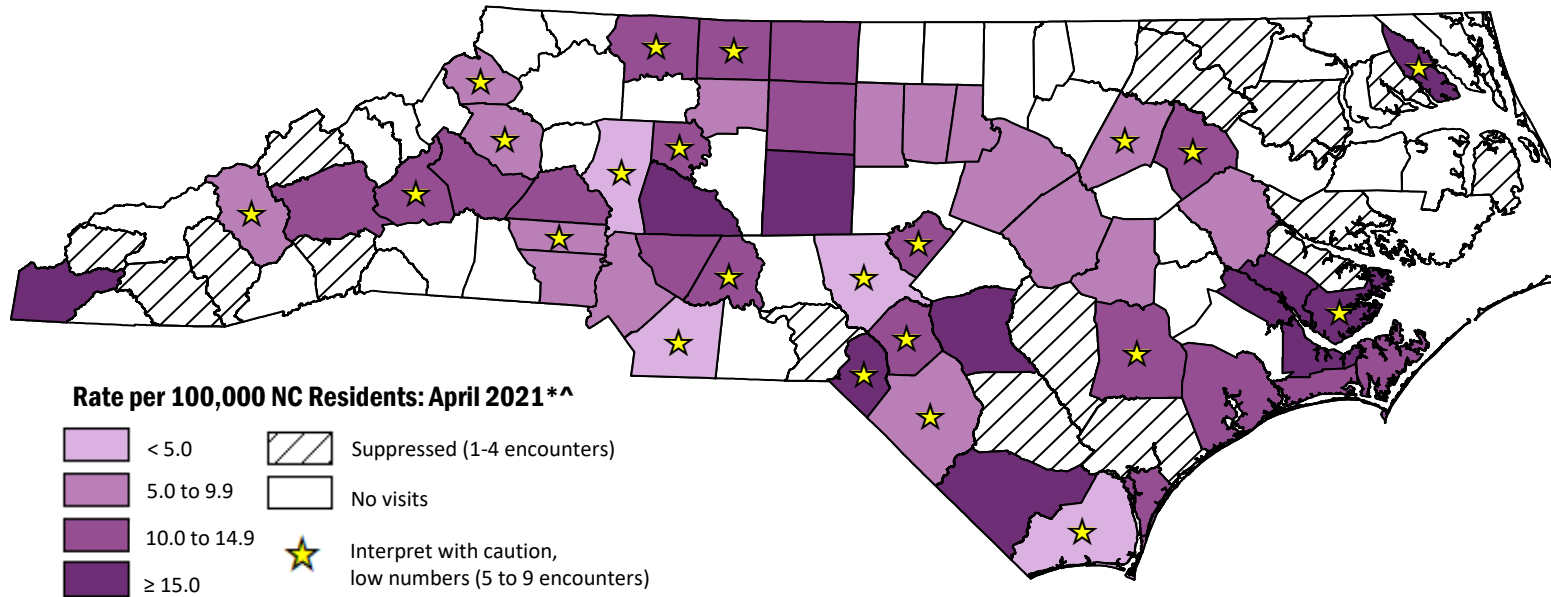 Rate per 100,000 NC Residents: April 2021*^
< 5.0
5.0 to 9.9
10.0 to 14.9
≥ 15.0
Suppressed (1-4 encounters)
No visits
Interpret with caution,
low numbers (5 to 9 encounters)